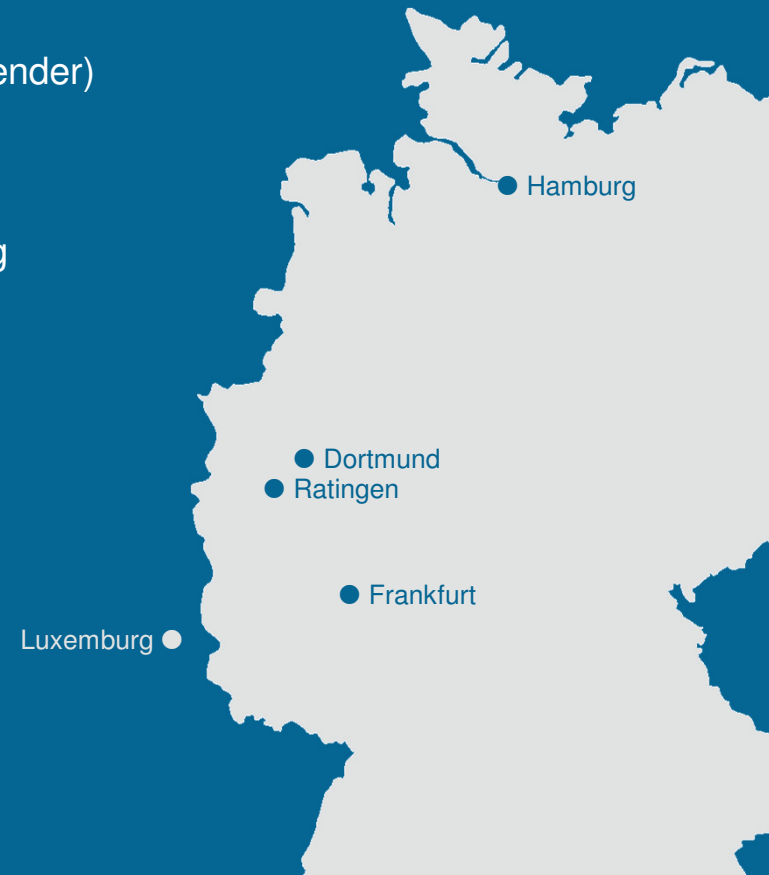 ender)
g
Hamburg
Dortmund
Ratingen
Frankfurt
Luxemburg